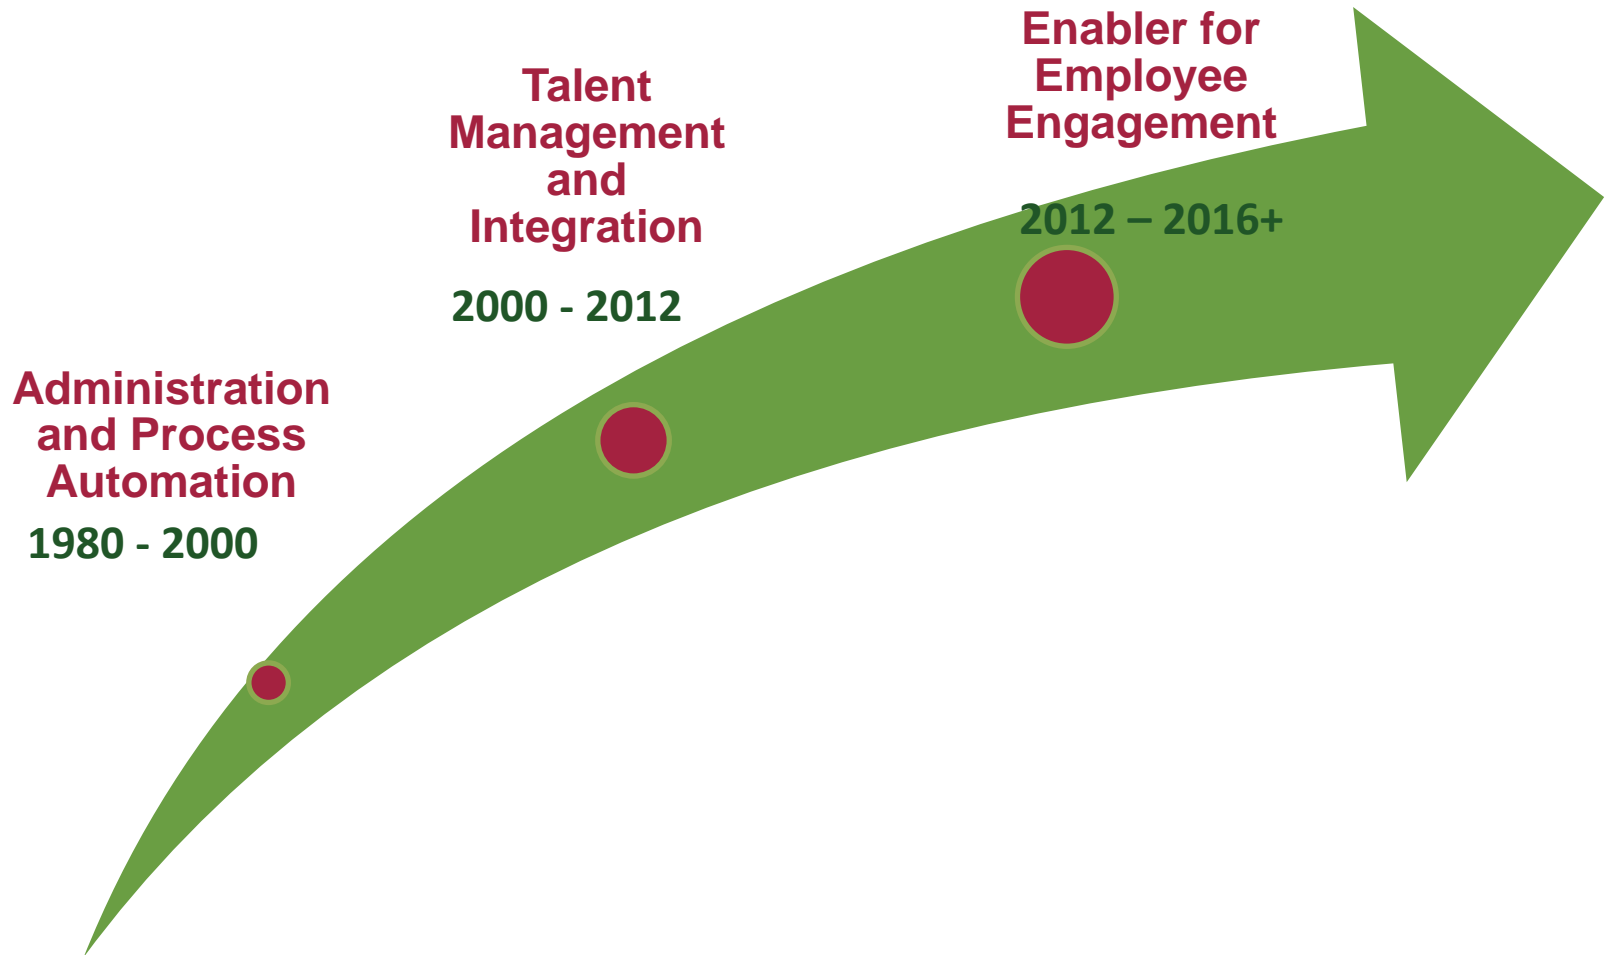 Administration
and Process
Automation
1980 - 2000
Talent
Management
and
Integration
2000 - 2012
Enabler for
Employee
Engagement
2012 – 2016+